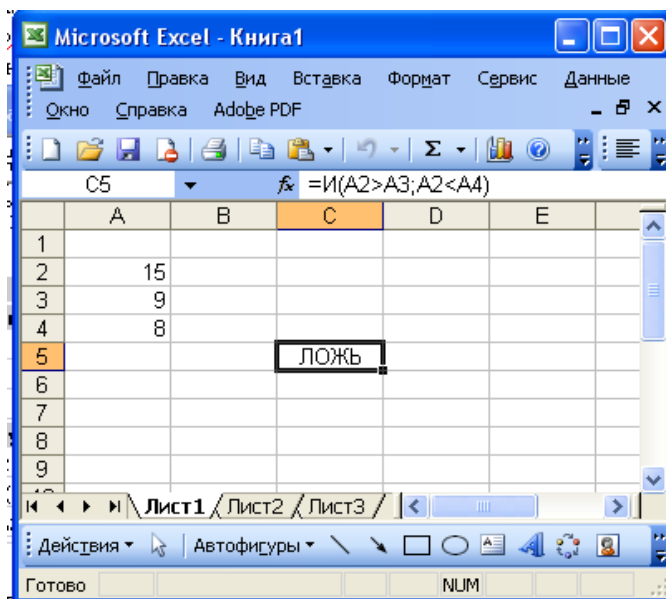 Microsoft Excel - Книга1
Файл Правка Вид Вставка Формат Сервис Данные
Окно Справка Adobe PDF
C5 fx =И(A2>A3;A2<A4)
A B C D E
1
2 15
3 9
4 8
5 ЛОЖЬ
6
7
8
9
Лист1 Лист2 Лист3
Действия Автофигуры
Готово NUM